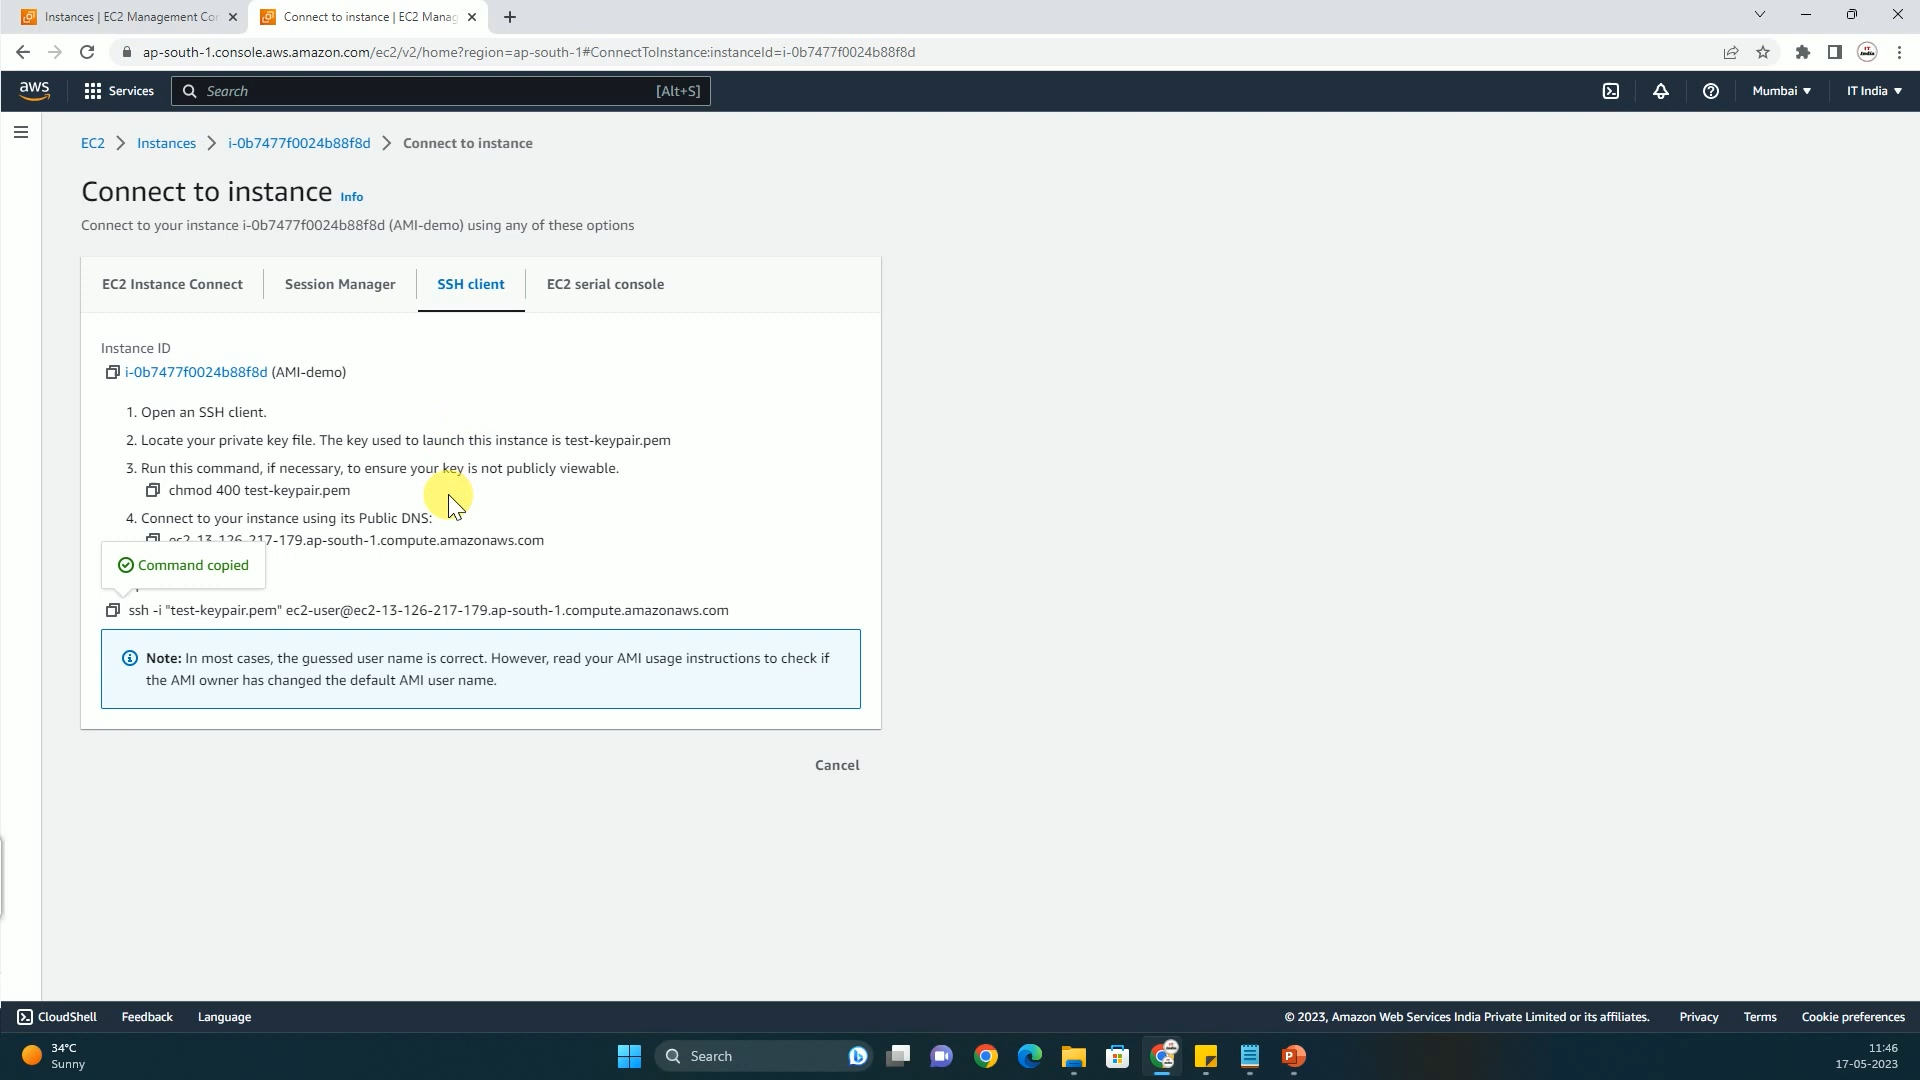 Instances | EC2 Management Con
Connect to instance | EC2 Manag
ap-south-1.console.aws.amazon.com/ec2/v2/home?region=ap-south-1#ConnectToInstance:instanceId=i-0b7477f0024b88f8d
aws
Services
Search
[Alt+S]
Mumbai
IT India
EC2 > Instances > i-0b7477f0024b88f8d > Connect to instance
Connect to instance Info
Connect to your instance i-0b7477f0024b88f8d (AMI-demo) using any of these options
EC2 Instance Connect
Session Manager
SSH client
EC2 serial console
Instance ID
i-0b7477f0024b88f8d (AMI-demo)
1. Open an SSH client.
2. Locate your private key file. The key used to launch this instance is test-keypair.pem
3. Run this command, if necessary, to ensure your key is not publicly viewable.
chmod 400 test-keypair.pem
4. Connect to your instance using its Public DNS:
ec2-13-126-217-179.ap-south-1.compute.amazonaws.com
Command copied
ssh -i "test-keypair.pem" ec2-user@ec2-13-126-217-179.ap-south-1.compute.amazonaws.com
Note: In most cases, the guessed user name is correct. However, read your AMI usage instructions to check if
the AMI owner has changed the default AMI user name.
Cancel
CloudShell
Feedback
Language
© 2023, Amazon Web Services India Private Limited or its affiliates.
Privacy
Terms
Cookie preferences
34°C
Sunny
Search
11:46
17-05-2023